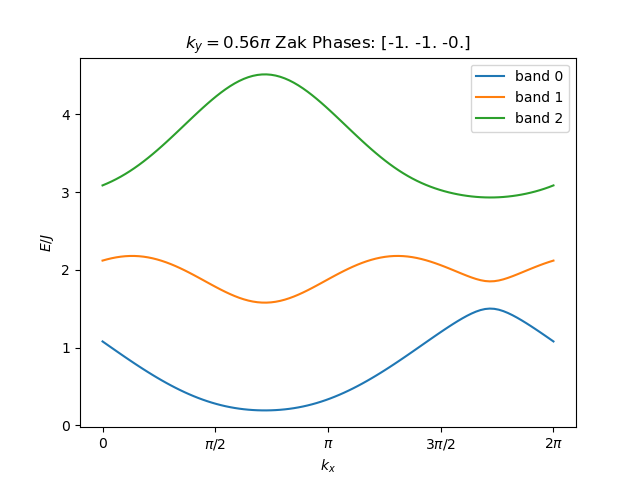 k_y = 0.56π Zak Phases: [-1. -1. -0.]
band 0
band 1
band 2
E/J
4
3
2
1
0
0 π/2 π 3π/2 2π
k_x